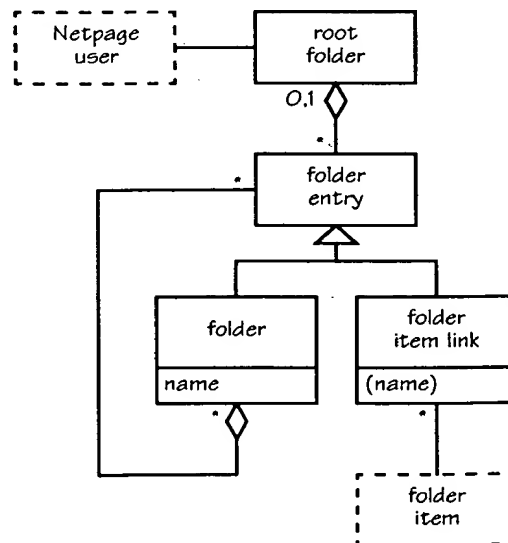 Netpage
user
root
folder
0,1
*
folder
entry
*
folder
name
*
folder
item link
(name)
*
folder
item